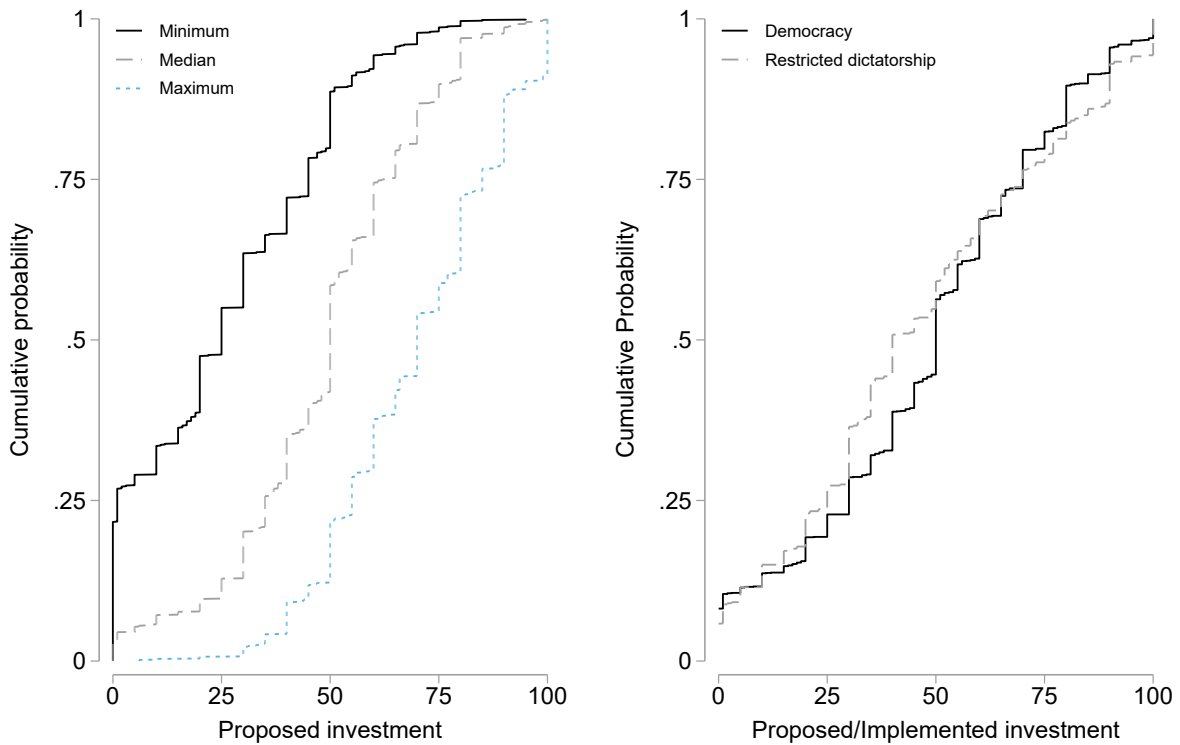 Minimum
Median
Maximum
1
.75
.5
.25
0
Cumulative probability
0 25 50 75 100
Proposed investment
Democracy
Restricted dictatorship
1
.75
.5
.25
0
Cumulative Probability
0 25 50 75 100
Proposed/Implemented investment